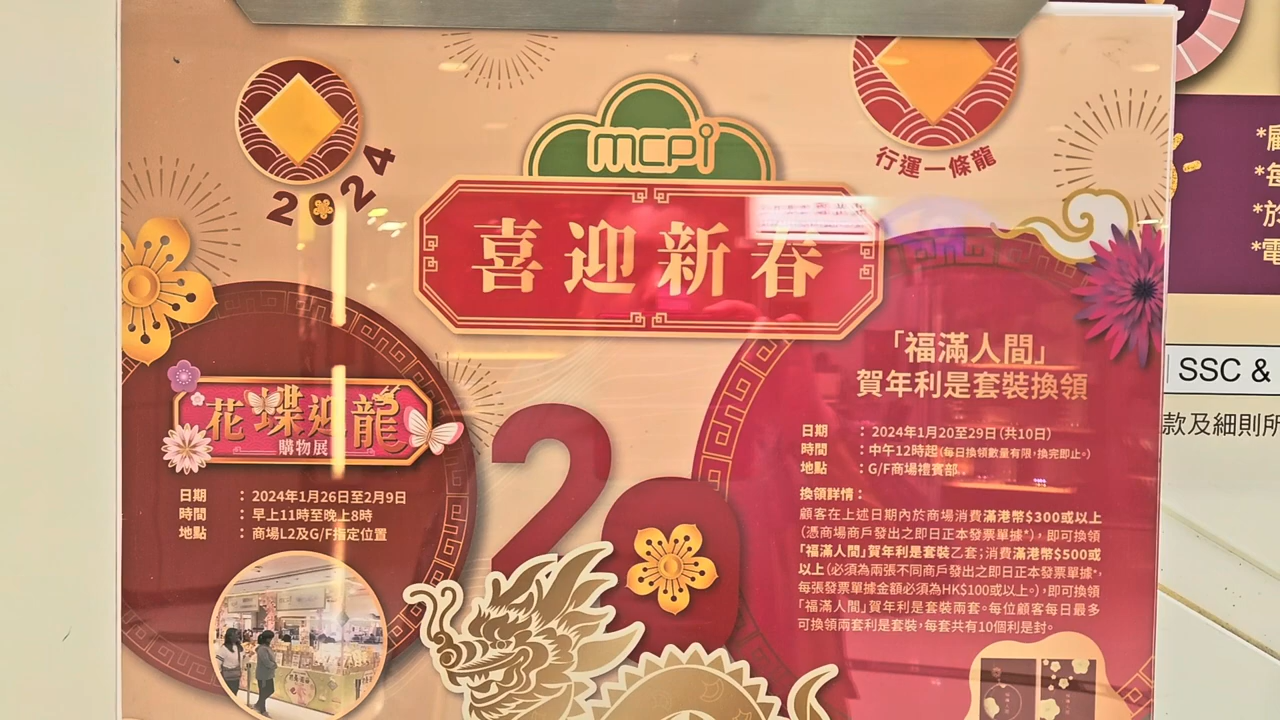 2024
mcpi
行運一條龍
喜迎新春
花蝶迎龍
購物展
日期 : 2024年1月26日至2月9日
時間 : 早上11時至晚上8時
地點 : 商場L2及G/F指定位置
20
「福滿人間」
賀年利是套裝換領
日期 : 2024年1月20至29日(共10日)
時間 : 中午12時起(每日換領數量有限,換完即止。)
地點 : G/F商場禮賓部
換領詳情:
顧客在上述日期內於商場消費滿港幣$300或以上
(憑商場商戶發出之即日正本發票單據*),即可換領
「福滿人間」賀年利是套裝乙套;消費滿港幣$500或
以上(必須為兩張不同商戶發出之即日正本發票單據*,
每張發票單據金額必須為HK$100或以上。),即可換領
「福滿人間」賀年利是套裝兩套。每位顧客每日最多
可換領兩套利是套裝,每套共有10個利是封。
*顧
*每
*於
*電
SSC &
款及細則所